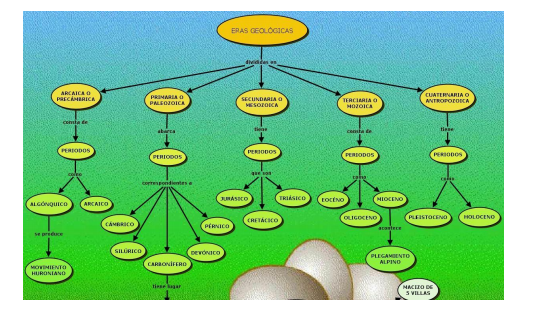 ERAS GEOLÓGICAS
divididas en
ARCAICA O
PRECÁMBRICA
PRIMARIA O
PALEOZOICA
SECUNDARIA O
MESOZOICA
TERCIARIA O
MOZOICA
CUATERNARIA O
ANTROPOZOICA
consta de
abarca
tiene
consta de
tiene
PERIODOS
PERIODOS
PERIODOS
PERIODOS
PERIODOS
como
correspondientes a
que son
como
como
ALGÓNQUICO
ARCAICO
CÁMBRICO
SILÚRICO
CARBONÍFERO
DEVÓNICO
PÉRNICO
JURÁSICO
CRETÁCICO
TRIÁSICO
EOCÉNO
OLIGOCENO
MIOCENO
PLEISTOCENO
HOLOCENO
se produce
acontece
MOVIMIENTO
HURONIANO
tiene lugar
PLEGAMIENTO
ALPINO
MACIZO DE
5 VILLAS